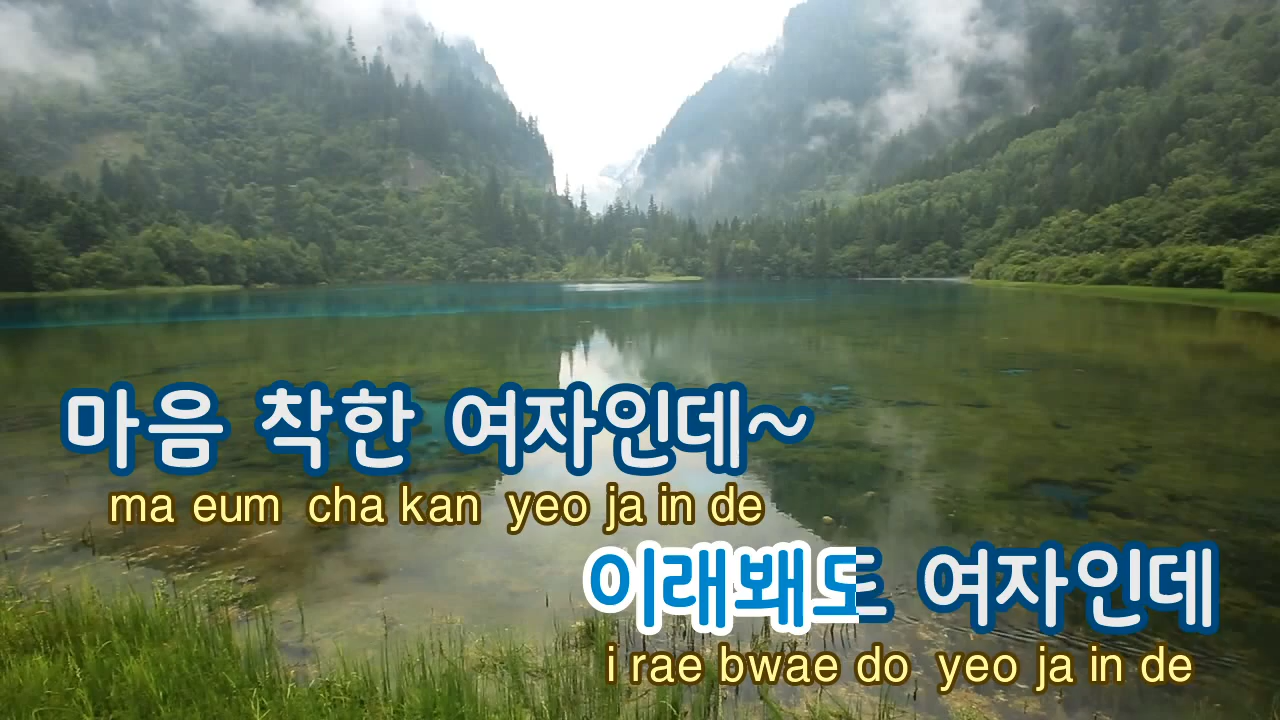 마음 착한 여자인데~
ma eum cha kan yeo ja in de
이래봬도 여자인데
i rae bwae do yeo ja in de